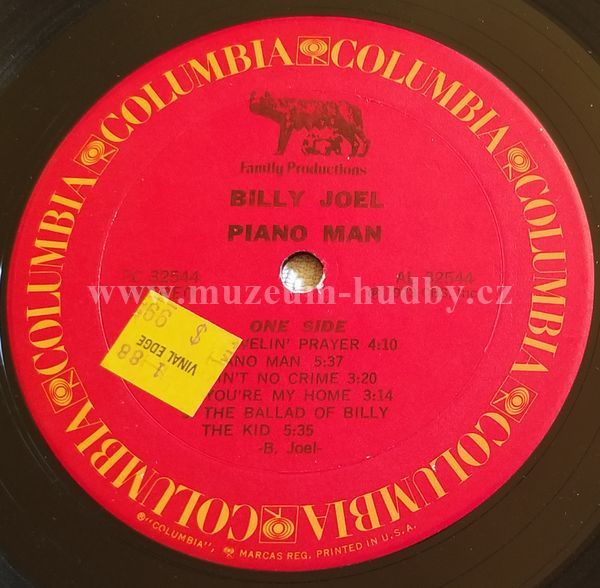 COLUMBIA COLUMBIA COLUMBIA COLUMBIA COLUMBIA COLUMBIA COLUMBIA COLUMBIA
Family Productions
BILLY JOEL
PIANO MAN
PC 32544 AL 32544
www.muzeum-hudby.cz
ONE SIDE
VELIN' PRAYER 4:10
ANO MAN 5:37
N'T NO CRIME 3:20
YOU'RE MY HOME 3:14
THE BALLAD OF BILLY
THE KID 5:35
-B. Joel-
VINAL EDGE
1 88
® "COLUMBIA", MARCAS REG. PRINTED IN U.S.A.